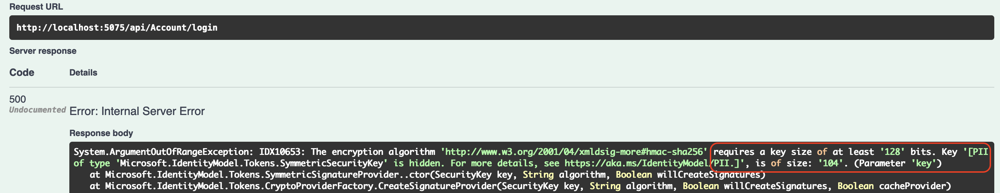 Request URL
http://localhost:5075/api/Account/login
Server response
Code Details
500
Undocumented Error: Internal Server Error
Response body
System.ArgumentOutOfRangeException: IDX10653: The encryption algorithm 'http://www.w3.org/2001/04/xmldsig-more#hmac-sha256' requires a key size of at least '128' bits. Key '[PII
of type 'Microsoft.IdentityModel.Tokens.SymmetricSecurityKey' is hidden. For more details, see https://aka.ms/IdentityModel/PII.]', is of size: '104'. (Parameter 'key')
at Microsoft.IdentityModel.Tokens.SymmetricSignatureProvider..ctor(SecurityKey key, String algorithm, Boolean willCreateSignatures)
at Microsoft.IdentityModel.Tokens.CryptoProviderFactory.CreateSignatureProvider(SecurityKey key, String algorithm, Boolean willCreateSignatures, Boolean cacheProvider)